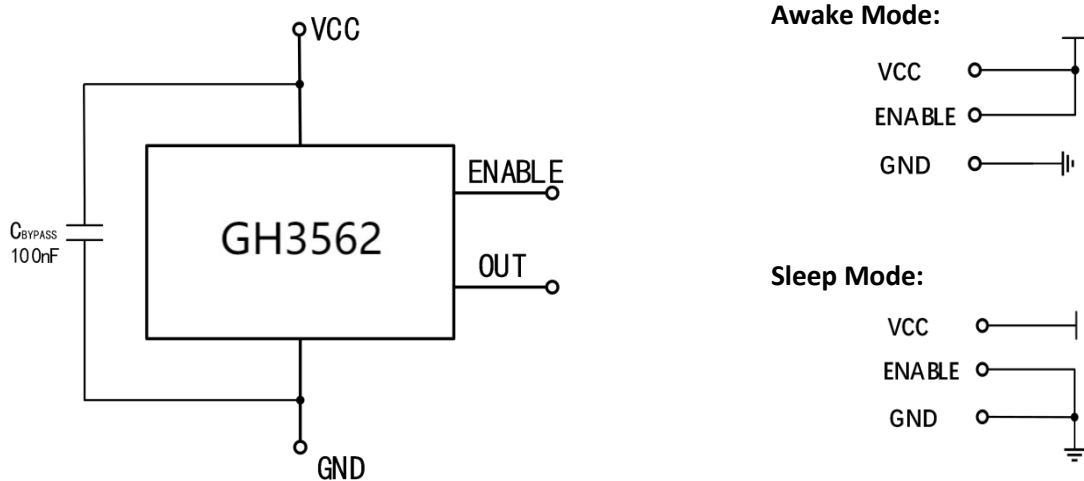 VCC
ENABLE
GH3562
CBYPASS
100nF
OUT
GND
Awake Mode:
VCC
ENABLE
GND
Sleep Mode:
VCC
ENABLE
GND